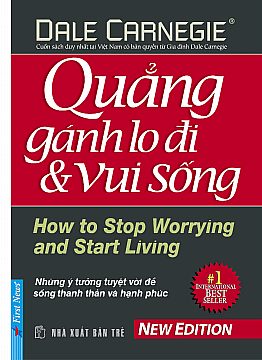 DALE CARNEGIE®
Cuốn sách duy nhất tại Việt Nam có bản quyền từ Gia đình Dale Carnegie
Quẳng
gánh lo đi
& vui sống
How to Stop Worrying
and Start Living
Những ý tưởng tuyệt vời để
sống thanh thản và hạnh phúc
#1
INTERNATIONAL
BEST
SELLER
First News
NHÀ XUẤT BẢN TRẺ
NEW EDITION